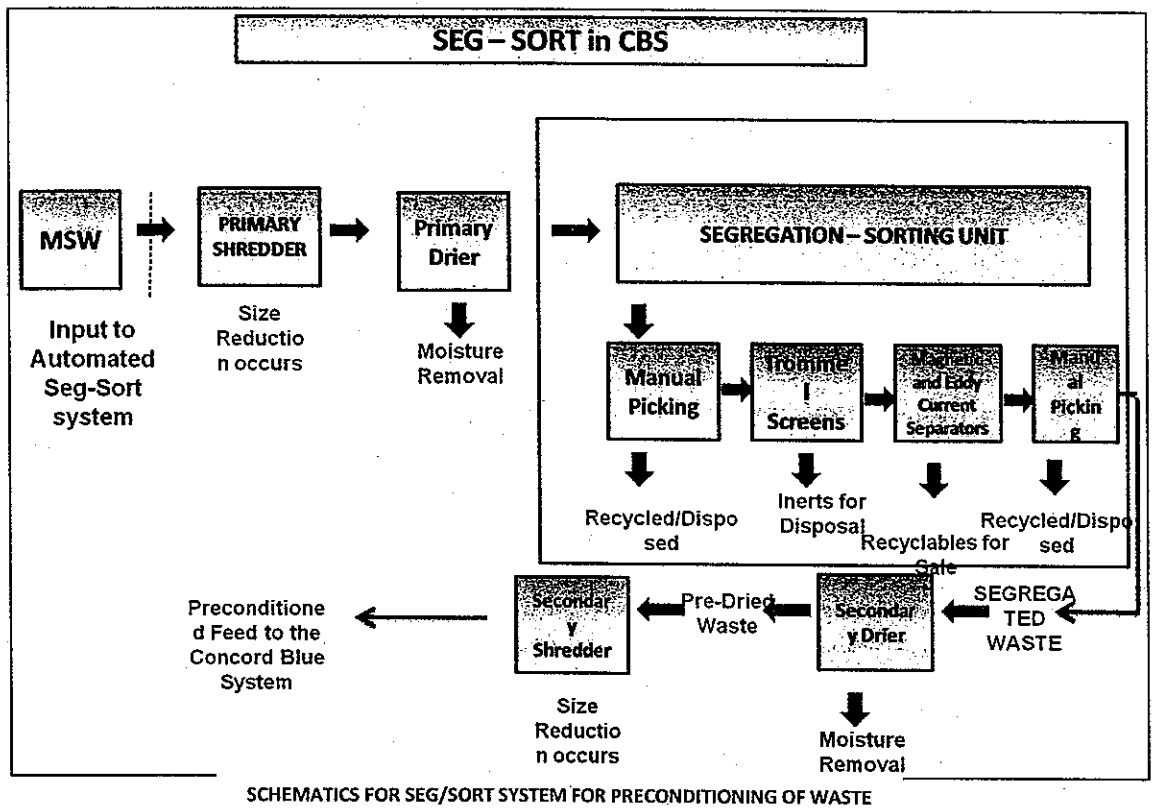 SEG – SORT in CBS
MSW
PRIMARY
SHREDDER
Primary
Drier
SEGREGATION – SORTING UNIT
Input to
Automated
Seg-Sort
system
Size
Reductio
n occurs
Moisture
Removal
Manual
Picking
Tromme
l
Screens
Magnetic
and Eddy
Current
Separators
Manu
al
Pickin
g
Recycled/Dispo
sed
Inerts for
Disposal
Recyclables for
Sale
Recycled/Dispo
sed
SEGREGA
TED
WASTE
Secondar
y Drier
Pre-Dried
Waste
Secondar
y
Shredder
Preconditione
d Feed to the
Concord Blue
System
Size
Reductio
n occurs
Moisture
Removal
SCHEMATICS FOR SEG/SORT SYSTEM FOR PRECONDITIONING OF WASTE